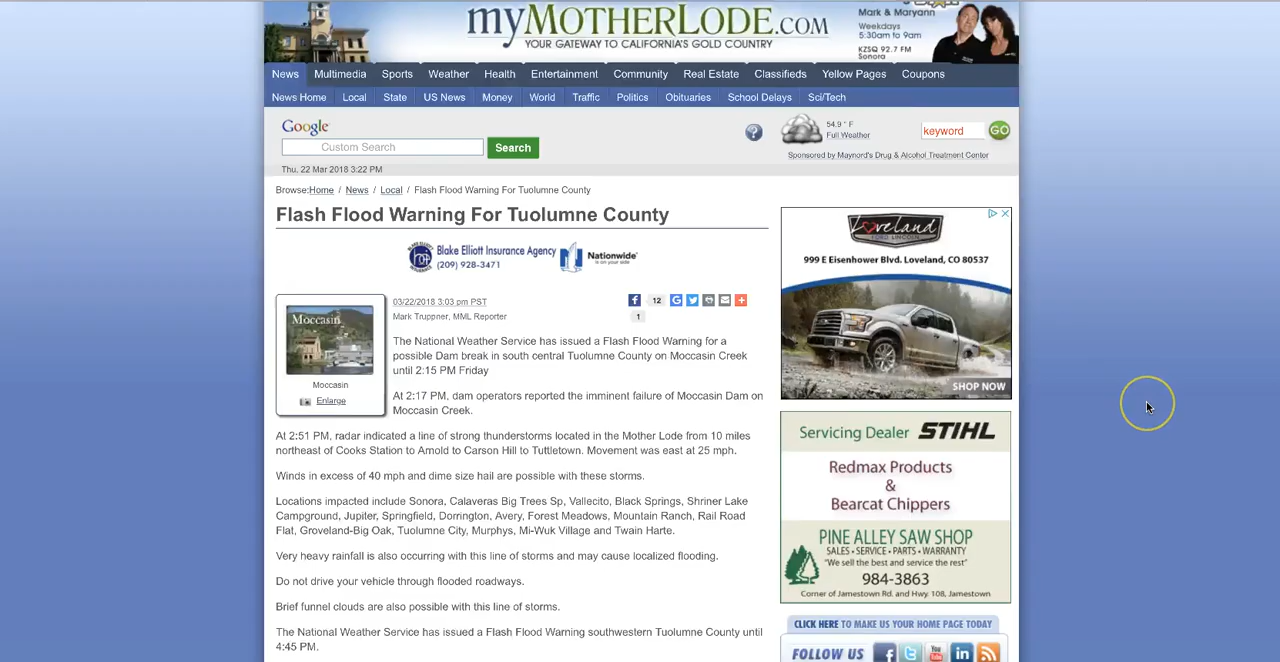 myMOTHERLODE.COM
YOUR GATEWAY TO CALIFORNIA'S GOLD COUNTRY
Mark & Maryann
Weekdays
5:30am to 9am
KZSQ 92.7 FM
Sonora
News Multimedia Sports Weather Health Entertainment Community Real Estate Classifieds Yellow Pages Coupons
News Home Local State US News Money World Traffic Politics Obituaries School Delays Sci/Tech
Google
Custom Search
Search
?
54.9 ° F
Full Weather
keyword
GO
Sponsored by Maynord's Drug & Alcohol Treatment Center
Thu, 22 Mar 2018 3:22 PM
Browse:Home / News / Local / Flash Flood Warning For Tuolumne County
Flash Flood Warning For Tuolumne County
Blake Elliott Insurance Agency
(209) 928-3471
Nationwide
is on your side
Moccasin
Moccasin
Enlarge
03/22/2018 3:03 pm PST
Mark Truppner, MML Reporter
12
1
The National Weather Service has issued a Flash Flood Warning for a
possible Dam break in south central Tuolumne County on Moccasin Creek
until 2:15 PM Friday
At 2:17 PM, dam operators reported the imminent failure of Moccasin Dam on
Moccasin Creek.
At 2:51 PM, radar indicated a line of strong thunderstorms located in the Mother Lode from 10 miles
northeast of Cooks Station to Arnold to Carson Hill to Tuttletown. Movement was east at 25 mph.
Winds in excess of 40 mph and dime size hail are possible with these storms.
Locations impacted include Sonora, Calaveras Big Trees Sp, Vallecito, Black Springs, Shriner Lake
Campground, Jupiter, Springfield, Dorrington, Avery, Forest Meadows, Mountain Ranch, Rail Road
Flat, Groveland-Big Oak, Tuolumne City, Murphys, Mi-Wuk Village and Twain Harte.
Very heavy rainfall is also occurring with this line of storms and may cause localized flooding.
Do not drive your vehicle through flooded roadways.
Brief funnel clouds are also possible with this line of storms.
The National Weather Service has issued a Flash Flood Warning southwestern Tuolumne County until
4:45 PM.
Loveland
FORD LINCOLN
999 E Eisenhower Blvd. Loveland, CO 80537
SHOP NOW
Servicing Dealer STIHL
Redmax Products
&
Bearcat Chippers
PINE ALLEY SAW SHOP
SALES • SERVICE • PARTS • WARRANTY
"We sell the best and service the rest"
984-3863
Corner of Jamestown Rd. and Hwy. 108, Jamestown
CLICK HERE TO MAKE US YOUR HOME PAGE TODAY
FOLLOW US